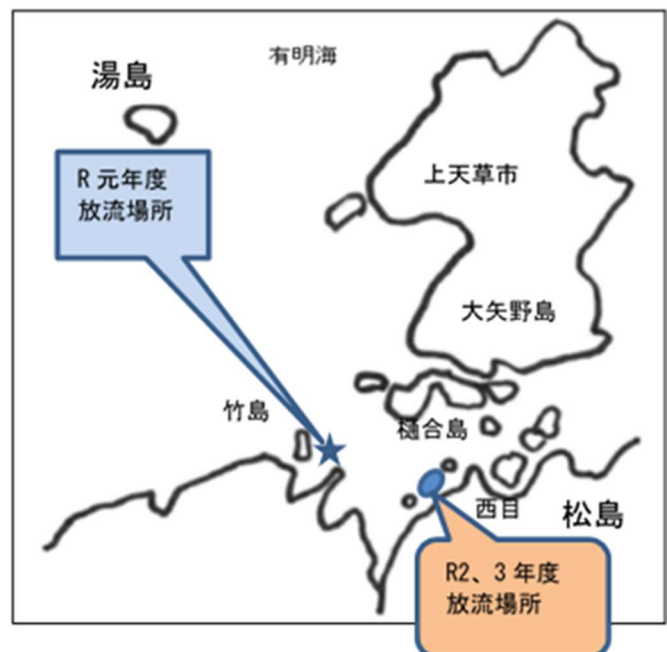 有明海
湯島
R 元年度
放流場所
上天草市
大矢野島
竹島
樋合島
西目
松島
R2、3 年度
放流場所